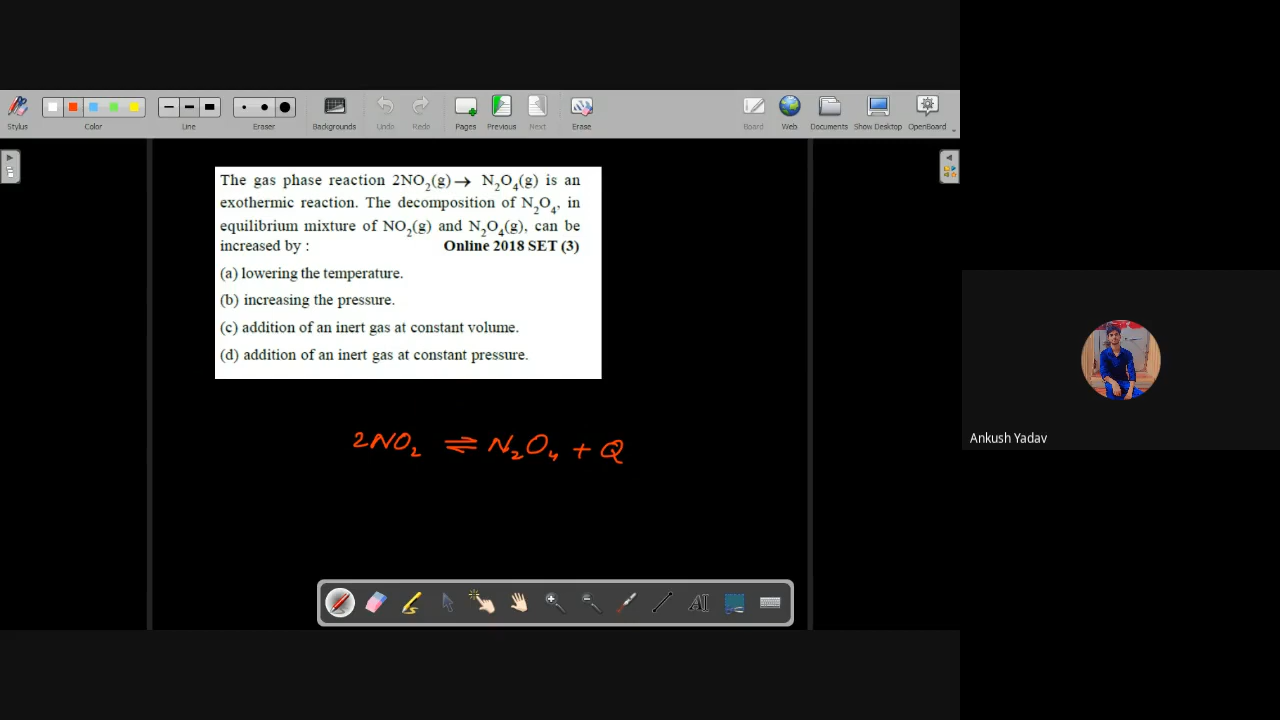 Stylus
Color
Line
Eraser
Backgrounds
Undo
Redo
Pages
Previous
Next
Erase
Board
Web
Documents
Show Desktop
OpenBoard
The gas phase reaction 2NO₂(g) → N₂O₄(g) is an
exothermic reaction. The decomposition of N₂O₄, in
equilibrium mixture of NO₂(g) and N₂O₄(g), can be
increased by : Online 2018 SET (3)
(a) lowering the temperature.
(b) increasing the pressure.
(c) addition of an inert gas at constant volume.
(d) addition of an inert gas at constant pressure.
2NO₂ ⇌ N₂O₄ + Q
Ankush Yadav
AI